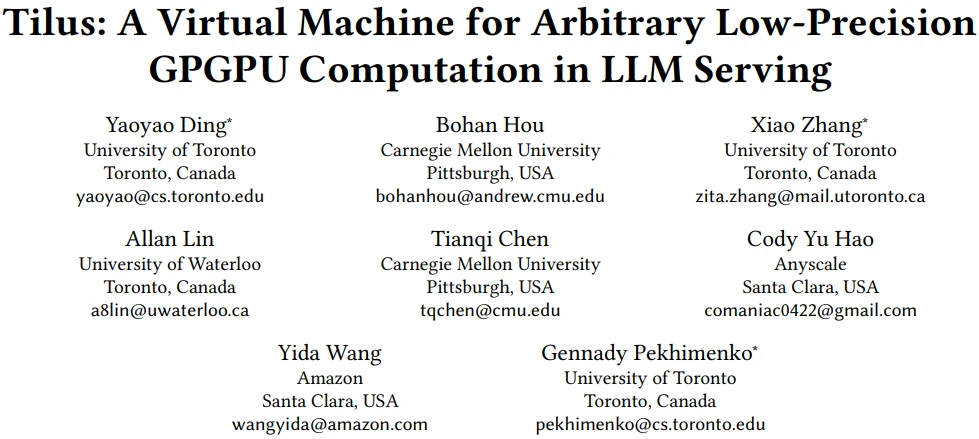 Tilus: A Virtual Machine for Arbitrary Low-Precision
GPGPU Computation in LLM Serving
Yaoyao Ding*
University of Toronto
Toronto, Canada
yaoyao@cs.toronto.edu
Bohan Hou
Carnegie Mellon University
Pittsburgh, USA
bohanhou@andrew.cmu.edu
Xiao Zhang*
University of Toronto
Toronto, Canada
zita.zhang@mail.utoronto.ca
Allan Lin
University of Waterloo
Toronto, Canada
a8lin@uwaterloo.ca
Tianqi Chen
Carnegie Mellon University
Pittsburgh, USA
tqchen@cmu.edu
Cody Yu Hao
Anyscale
Santa Clara, USA
comaniac0422@gmail.com
Yida Wang
Amazon
Santa Clara, USA
wangyida@amazon.com
Gennady Pekhimenko*
University of Toronto
Toronto, Canada
pekhimenko@cs.toronto.edu